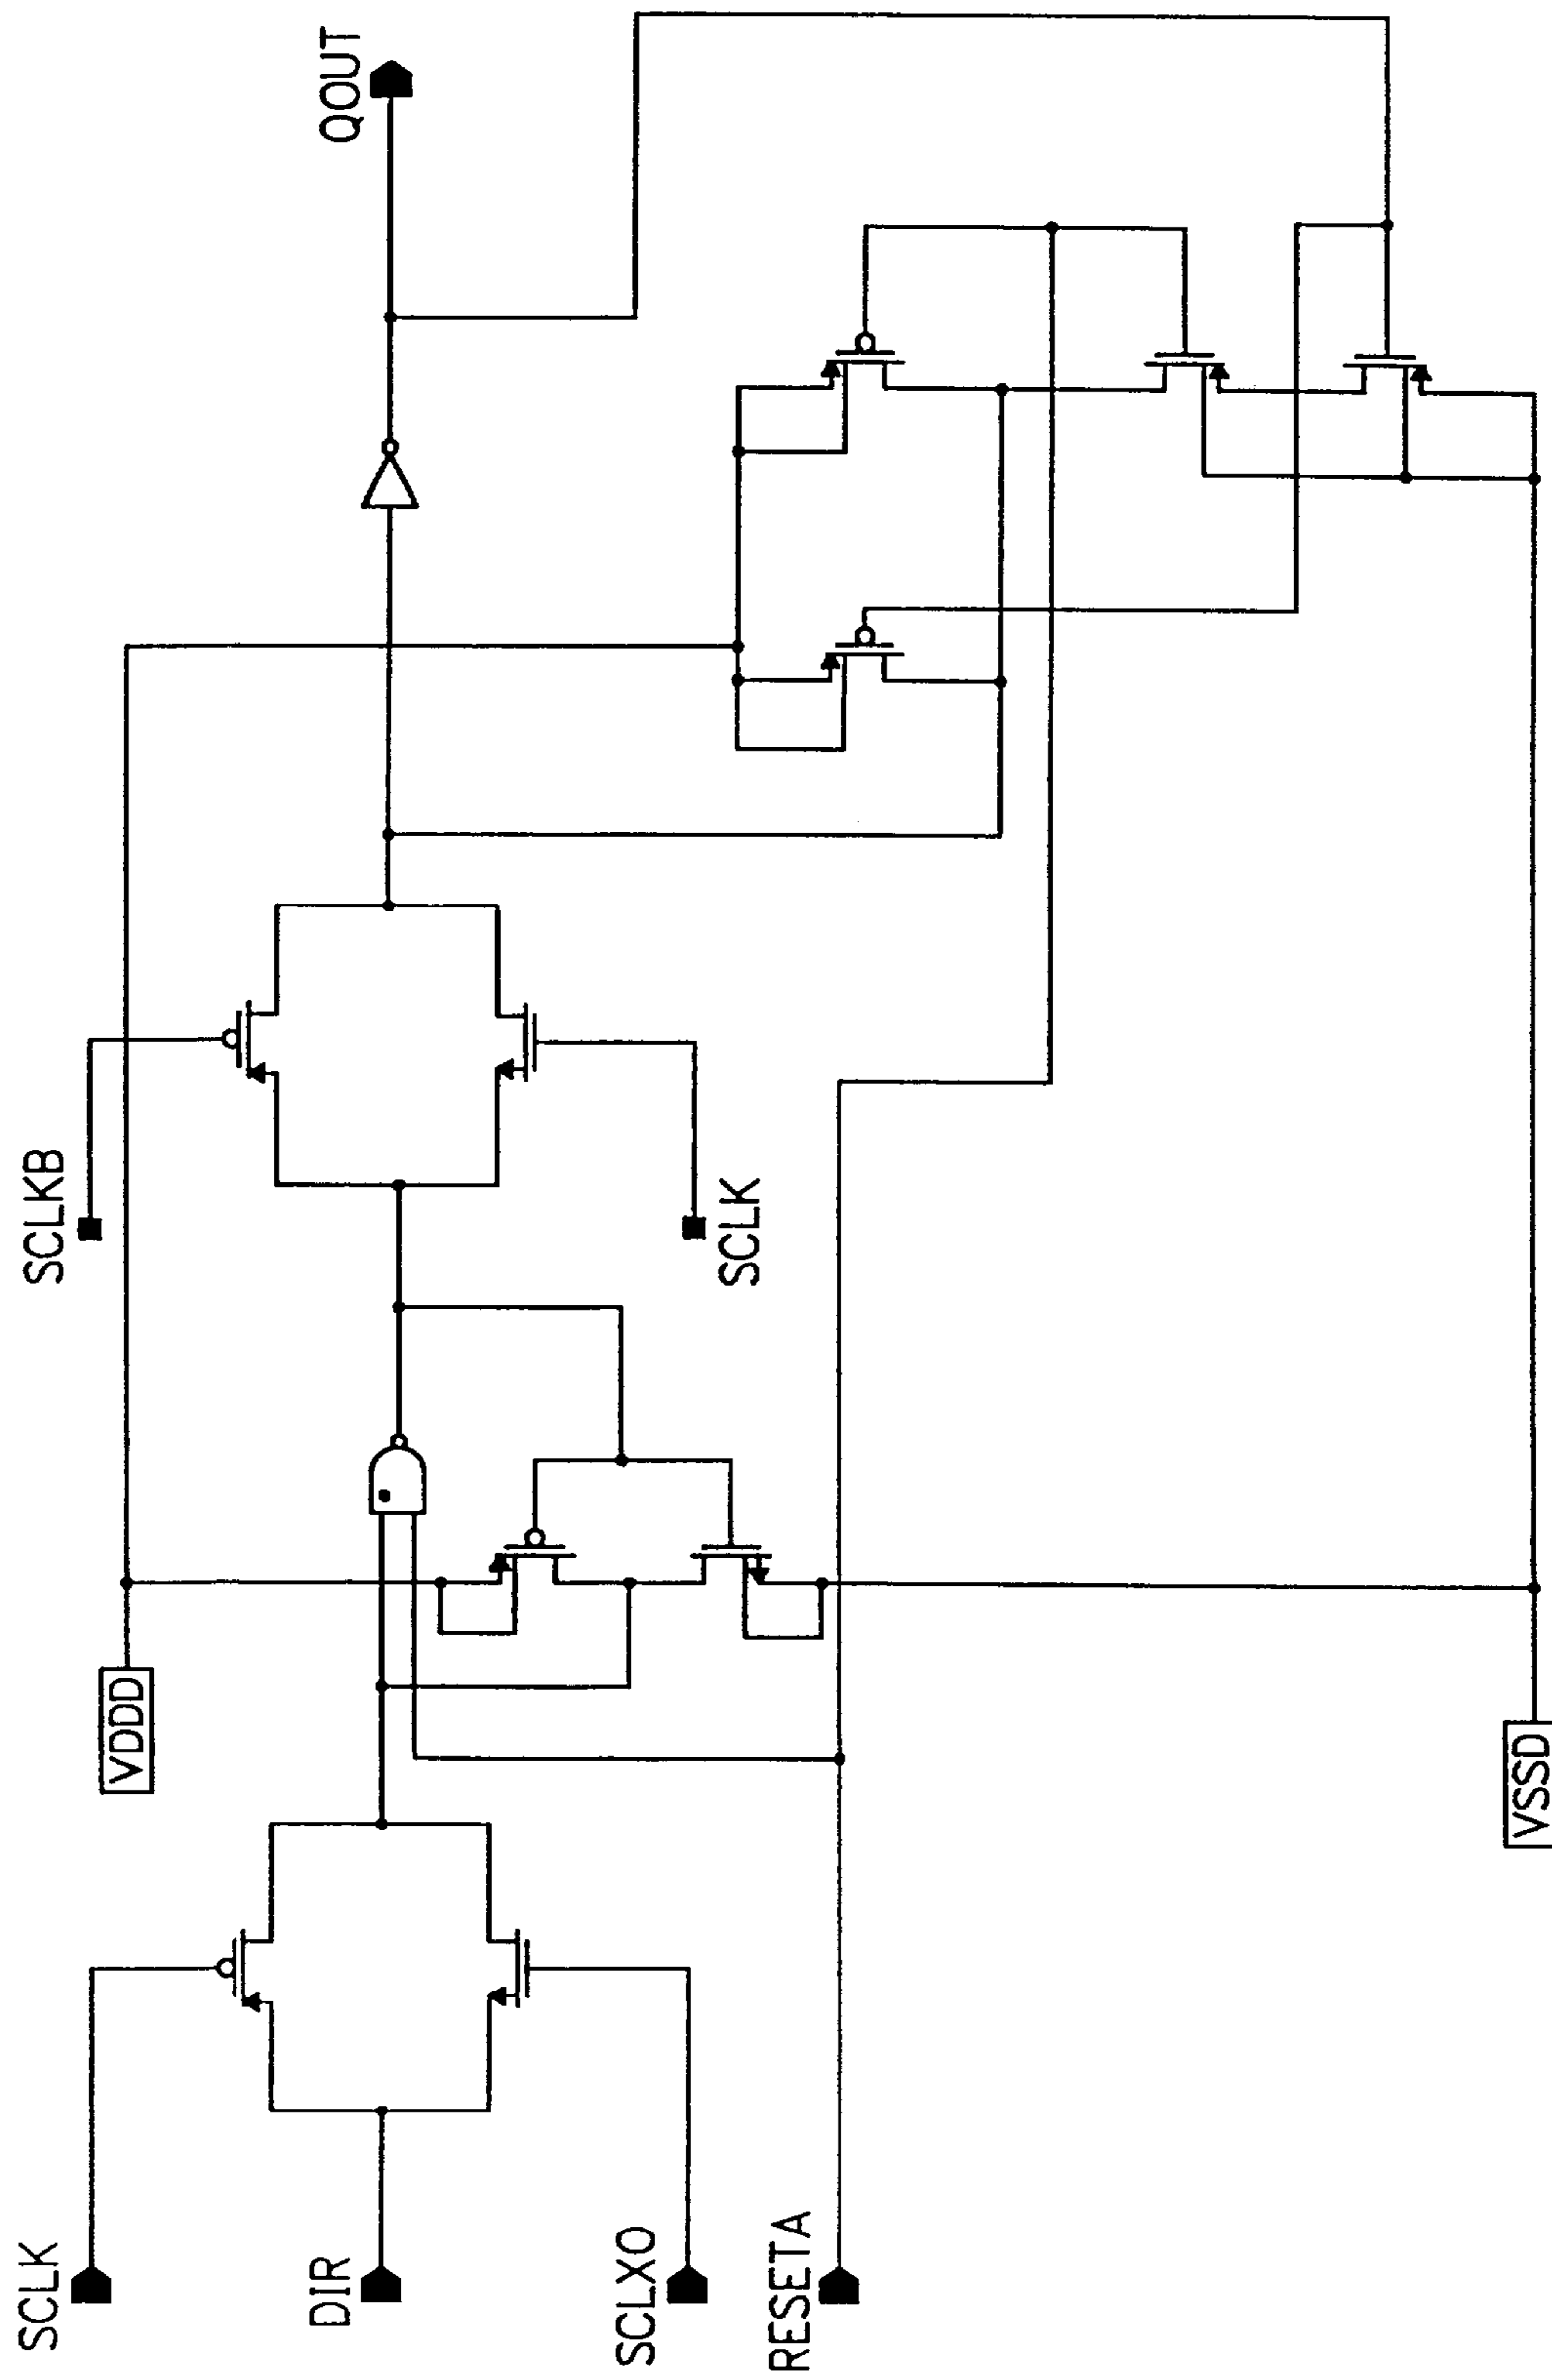 SCLK
DIR
SCLXO
RESETA
VDDD
VSSD
SCLKB
SCLK
QOUT